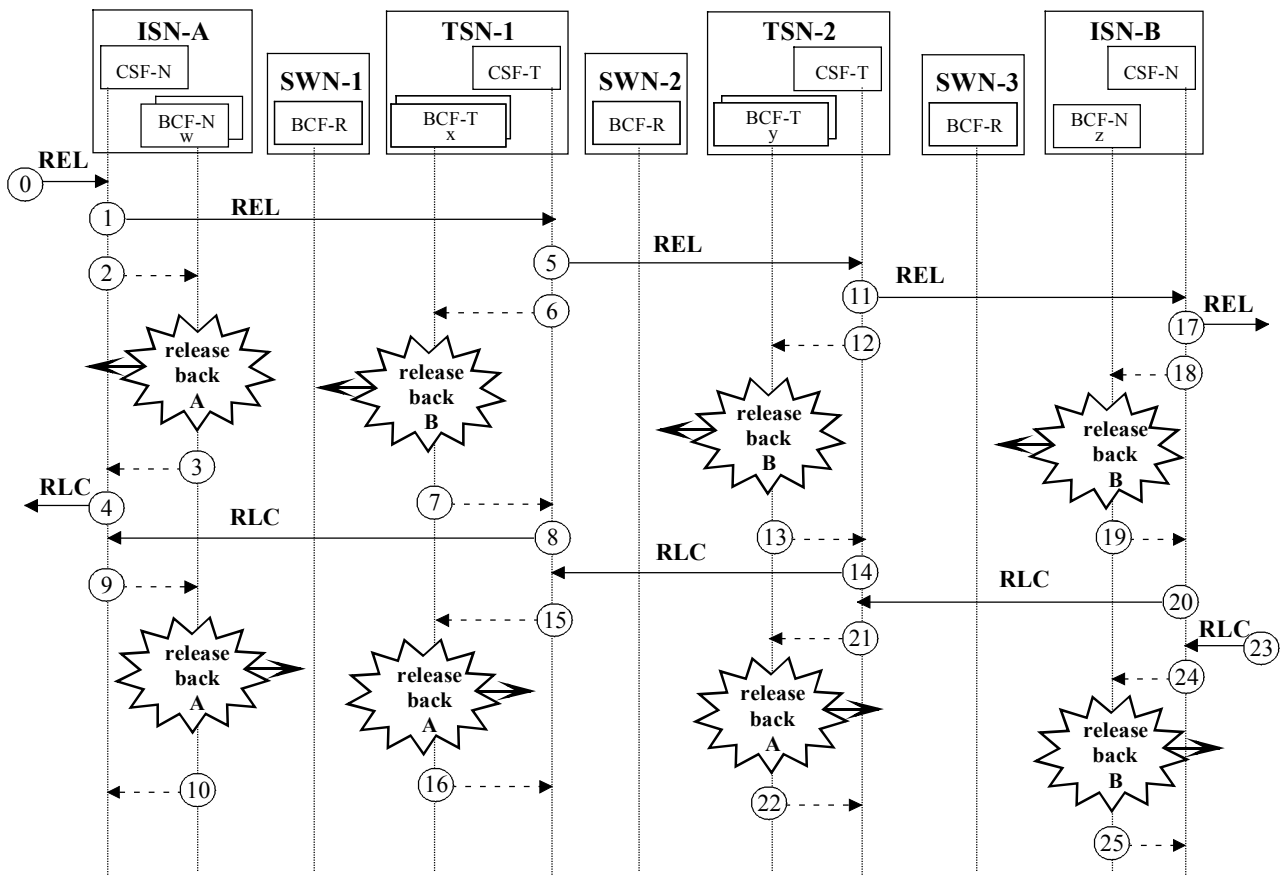 ISN-A
TSN-1
TSN-2
ISN-B
CSF-N
SWN-1
CSF-T
SWN-2
CSF-T
SWN-3
CSF-N
BCF-N
w
BCF-R
BCF-T
x
BCF-R
BCF-T
y
BCF-R
BCF-N
z
REL
0
1
REL
2
5
REL
6
11
REL
17
REL
12
18
release
back
A
release
back
B
release
back
B
release
back
B
3
RLC
4
7
RLC
8
13
19
RLC
14
9
20
15
21
RLC
23
24
release
back
A
release
back
A
release
back
A
release
back
B
10
16
22
25